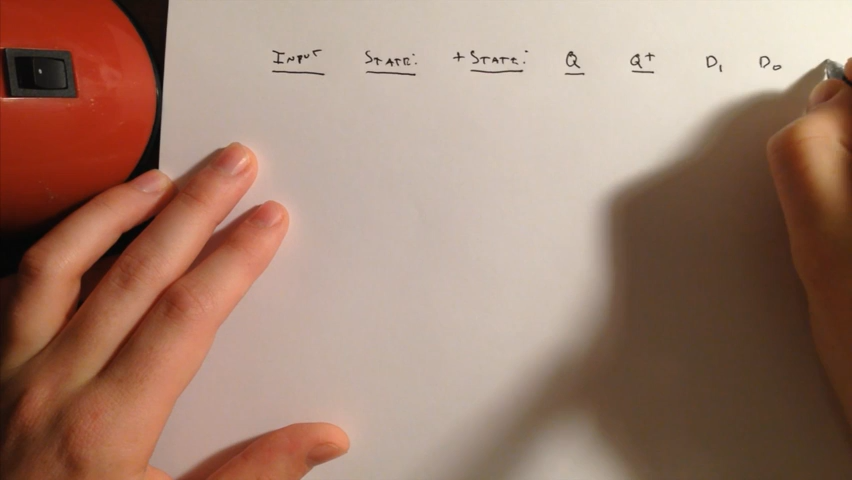 INPUT STATE: +STATE: Q Q+ D₁ D₀